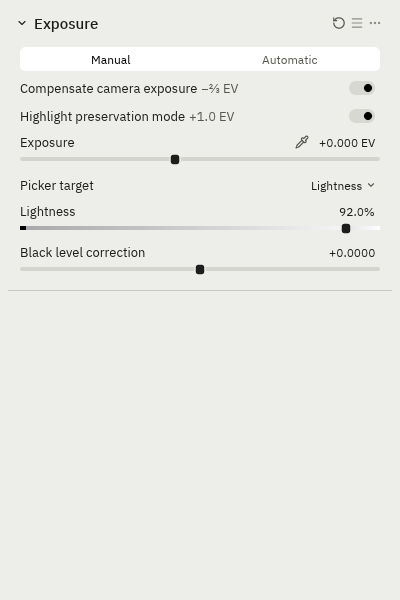 Exposure
Manual Automatic
Compensate camera exposure −⅔ EV
Highlight preservation mode +1.0 EV
Exposure +0.000 EV
Picker target Lightness
Lightness 92.0%
Black level correction +0.0000